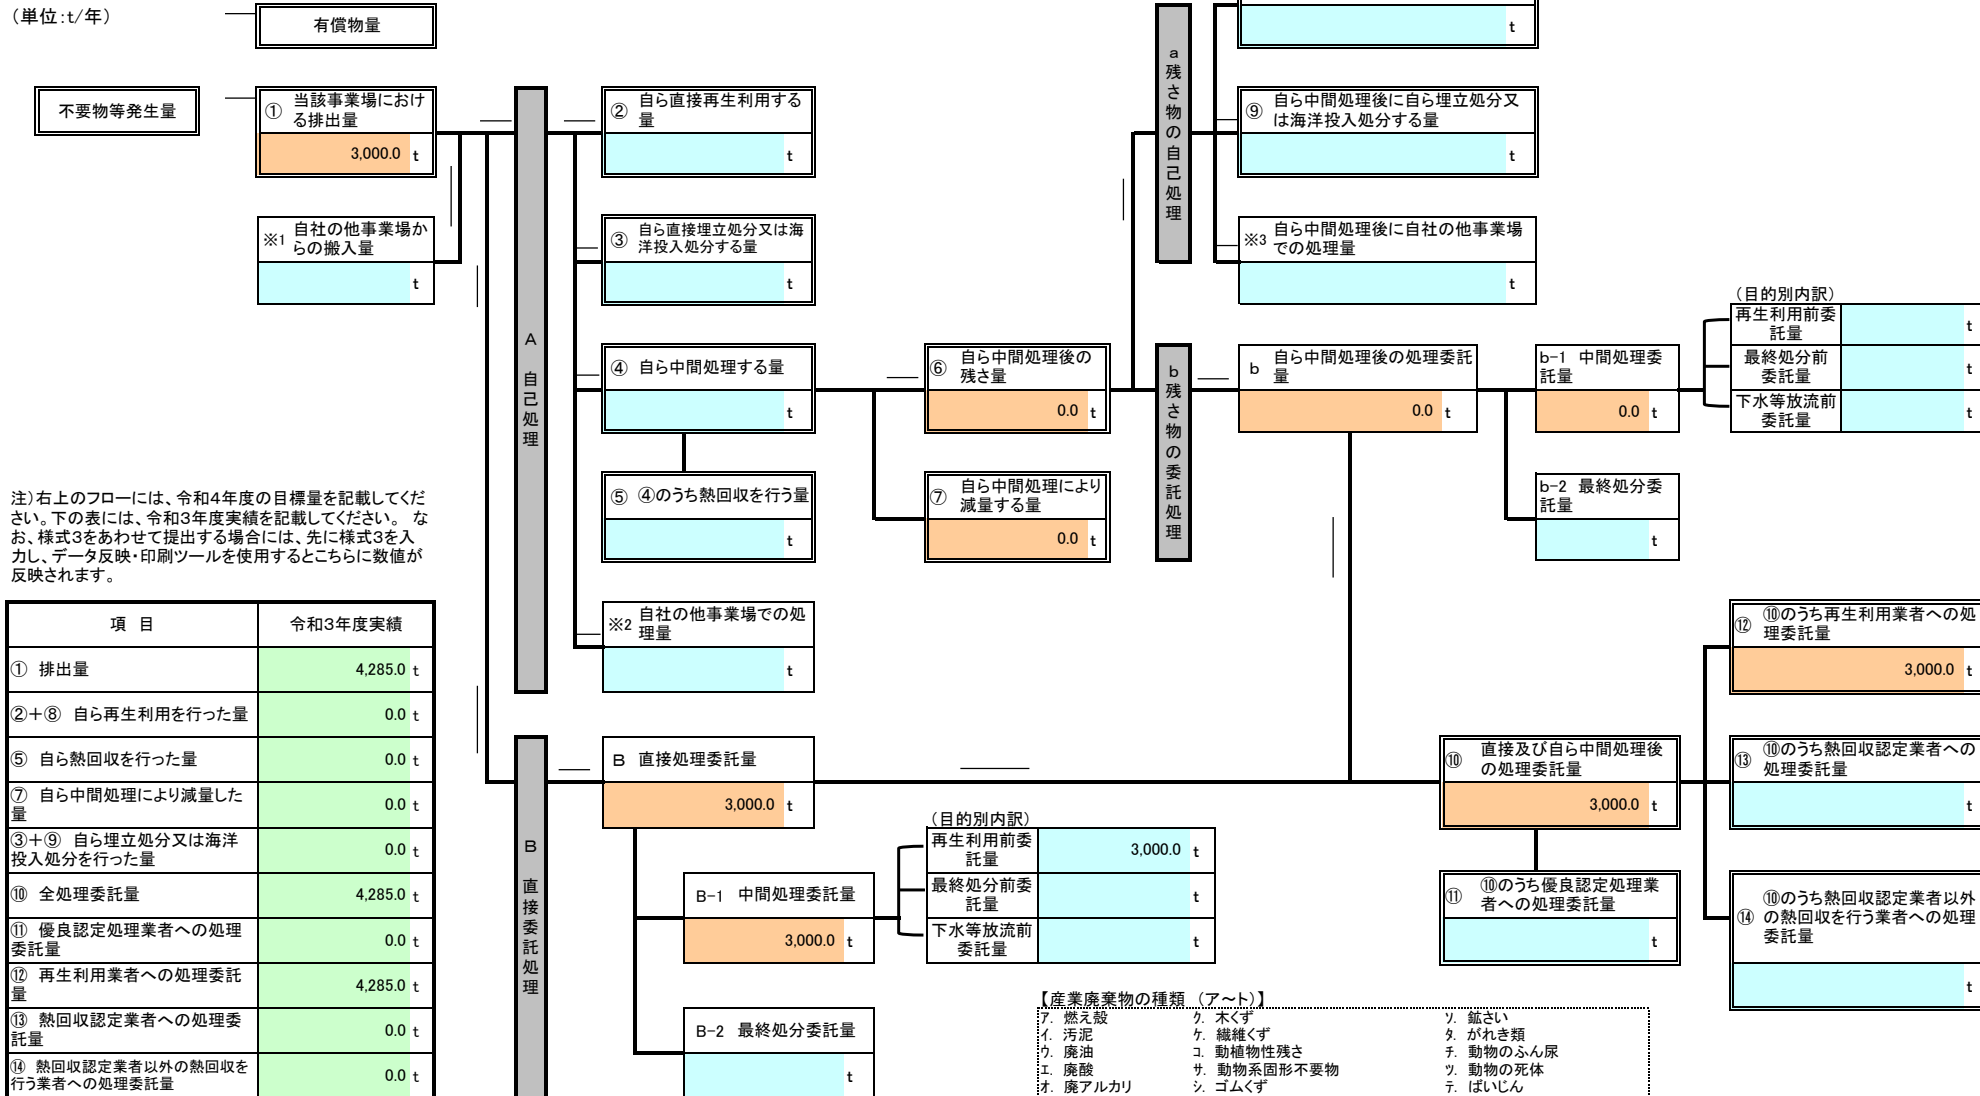 （単位:t/年）
有償物量
t
不要物等発生量
① 当該事業場におけ
る排出量
3,000.0 t
※1 自社の他事業場か
らの搬入量
t
A 自己処理
② 自ら直接再生利用する
量
t
③ 自ら直接埋立処分又は海
洋投入処分する量
t
④ 自ら中間処理する量
t
⑤ ④のうち熱回収を行う量
t
※2 自社の他事業場での処
理量
t
⑥ 自ら中間処理後の
残さ量
0.0 t
⑦ 自ら中間処理により
減量する量
0.0 t
a 残さ物の自己処理
⑨ 自ら中間処理後に自ら埋立処分又
は海洋投入処分する量
t
※3 自ら中間処理後に自社の他事業場
での処理量
t
b 残さ物の委託処理
b 自ら中間処理後の処理委託
量
0.0 t
b-1 中間処理委
託量
0.0 t
b-2 最終処分委
託量
t
（目的別内訳）
再生利用前委
託量
t
最終処分前
委託量
t
下水等放流前
委託量
t
注）右上のフローには、令和4年度の目標量を記載してくだ
さい。下の表には、令和3年度実績を記載してください。 な
お、様式3をあわせて提出する場合には、先に様式3を入
力し、データ反映・印刷ツールを使用するとこちらに数値が
反映されます。
項 目 令和3年度実績
① 排出量 4,285.0 t
②＋⑧ 自ら再生利用を行った量 0.0 t
⑤ 自ら熱回収を行った量 0.0 t
⑦ 自ら中間処理により減量した
量 0.0 t
③＋⑨ 自ら埋立処分又は海洋
投入処分を行った量 0.0 t
⑩ 全処理委託量 4,285.0 t
⑪ 優良認定処理業者への処理
委託量 0.0 t
⑫ 再生利用業者への処理委託
量 4,285.0 t
⑬ 熱回収認定業者への処理委
託量 0.0 t
⑭ 熱回収認定業者以外の熱回収を
行う業者への処理委託量 0.0 t
B 直接委託処理
B 直接処理委託量
3,000.0 t
B-1 中間処理委託量
3,000.0 t
B-2 最終処分委託量
t
（目的別内訳）
再生利用前委
託量
3,000.0 t
最終処分前委
託量
t
下水等放流前
委託量
t
⑩ 直接及び自ら中間処理後
の処理委託量
3,000.0 t
⑪ ⑩のうち優良認定処理業
者への処理委託量
t
⑫ ⑩のうち再生利用業者への処
理委託量
3,000.0 t
⑬ ⑩のうち熱回収認定業者への
処理委託量
t
⑭ ⑩のうち熱回収認定業者以外
の熱回収を行う業者への処理
委託量
t
【産業廃棄物の種類 （ア～ト）】
ア. 燃え殻 ク. 木くず ソ. 鉱さい
イ. 汚泥 ケ. 繊維くず タ. がれき類
ウ. 廃油 コ. 動植物性残さ チ. 動物のふん尿
エ. 廃酸 サ. 動物系固形不要物 ツ. 動物の死体
オ. 廃アルカリ シ. ゴムくず テ. ばいじん